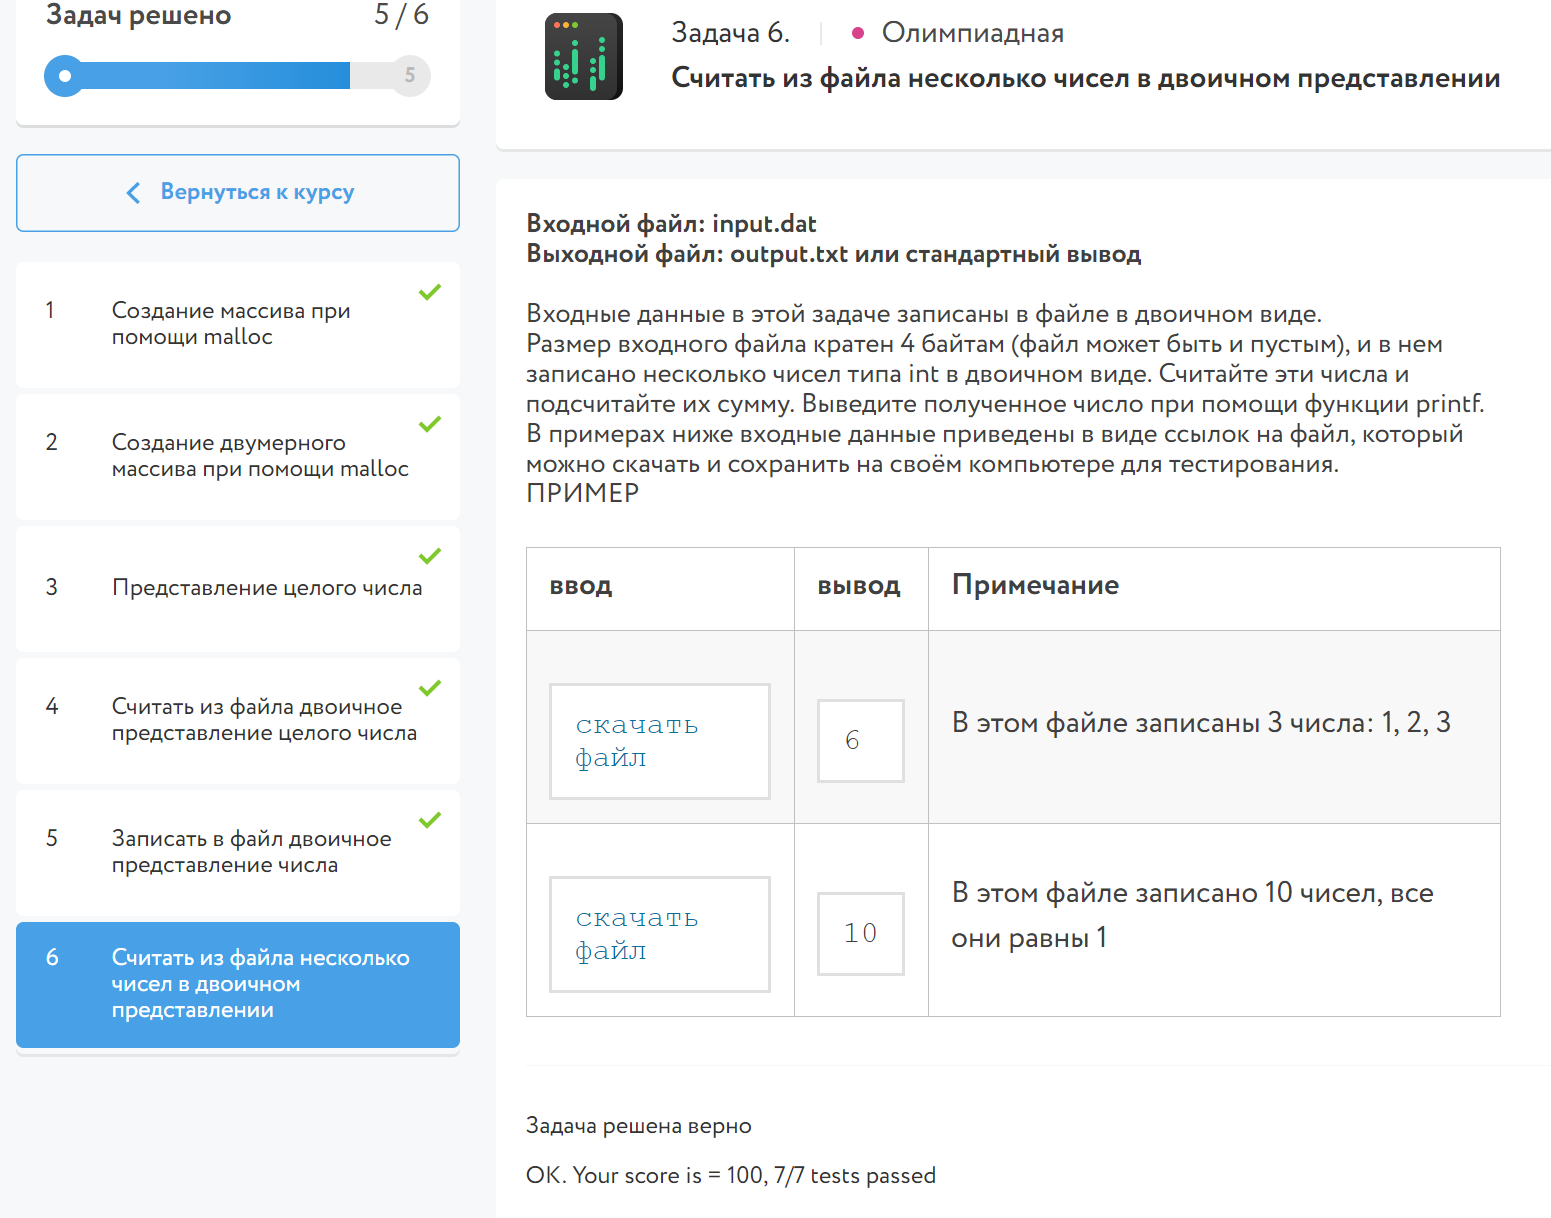 Задач решено
5 / 6
5
Вернуться к курсу
1
Создание массива при
помощи malloc
2
Создание двумерного
массива при помощи malloc
3
Представление целого числа
4
Считать из файла двоичное
представление целого числа
5
Записать в файл двоичное
представление числа
6
Считать из файла несколько
чисел в двоичном
представлении
Задача 6.
Олимпиадная
Считать из файла несколько чисел в двоичном представлении
Входной файл: input.dat
Выходной файл: output.txt или стандартный вывод
Входные данные в этой задаче записаны в файле в двоичном виде.
Размер входного файла кратен 4 байтам (файл может быть и пустым), и в нем
записано несколько чисел типа int в двоичном виде. Считайте эти числа и
подсчитайте их сумму. Выведите полученное число при помощи функции printf.
В примерах ниже входные данные приведены в виде ссылок на файл, который
можно скачать и сохранить на своём компьютере для тестирования.
ПРИМЕР
ввод
вывод
Примечание
скачать
файл
6
В этом файле записаны 3 числа: 1, 2, 3
скачать
файл
10
В этом файле записано 10 чисел, все
они равны 1
Задача решена верно
OK. Your score is = 100, 7/7 tests passed